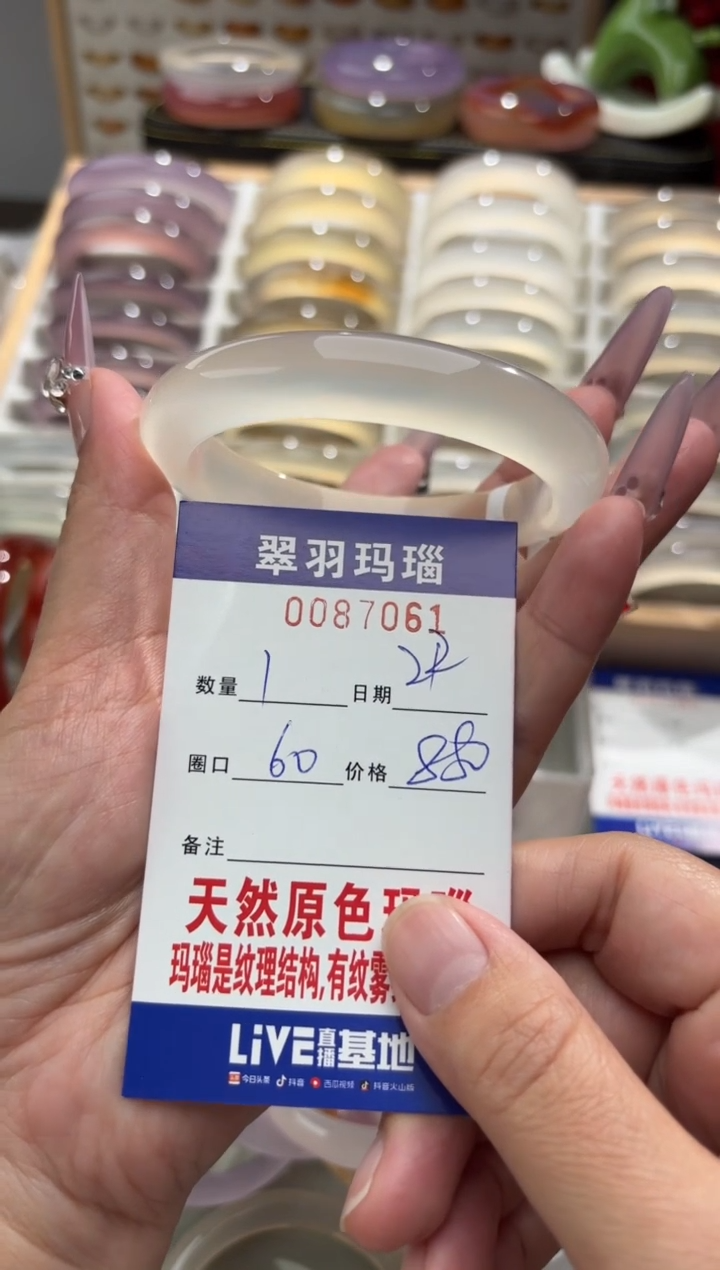 翠羽玛瑙
0087061
数量 1 日期
圈口 60 价格 880
备注
天然原色玛瑙
玛瑙是纹理结构,有纹雾
LiVE直播基地
今日头条 抖音 西瓜视频 抖音火山版